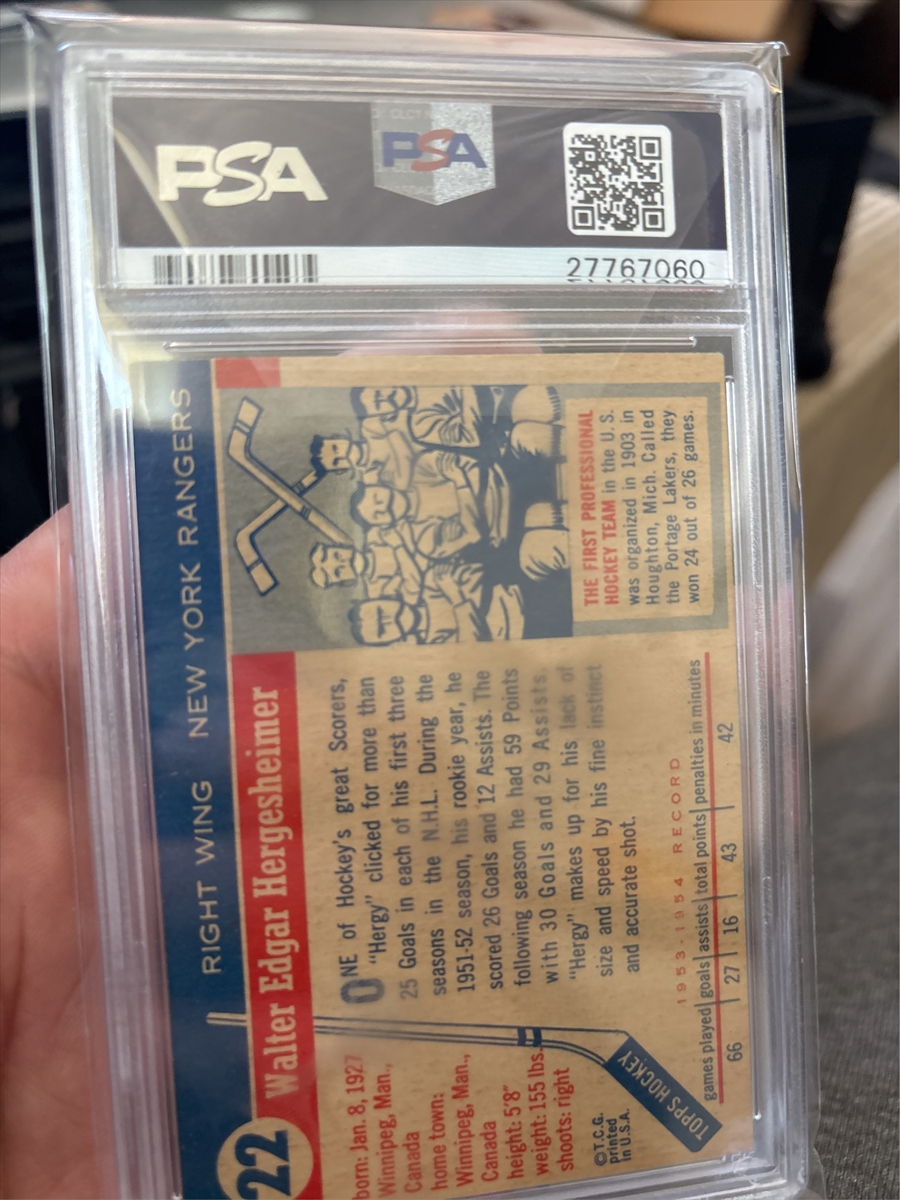 PSA
PSA
27767060
22
RIGHT WING NEW YORK RANGERS
Walter Edgar Hergesheimer
born: Jan. 8, 1927
Winnipeg, Man.,
Canada
home town:
Winnipeg, Man.,
Canada
height: 5'8"
weight: 155 lbs.
shoots: right
© T.C.G.
printed
in U.S.A.
TOPPS HOCKEY
ONE of Hockey's great Scorers,
"Hergy" clicked for more than
25 Goals in each of his first three
seasons in the N.H.L. During the
1951-52 season, his rookie year, he
scored 26 Goals and 12 Assists. The
following season he had 59 Points
with 30 Goals and 29 Assists.
"Hergy" makes up for his lack of
size and speed by his fine instinct
and accurate shot.
THE FIRST PROFESSIONAL
HOCKEY TEAM in the U.S.
was organized in 1903 in
Houghton, Mich. Called
the Portage Lakers, they
won 24 out of 26 games.
1953-1954 RECORD
games played goals assists total points penalties in minutes
66 27 16 43 42